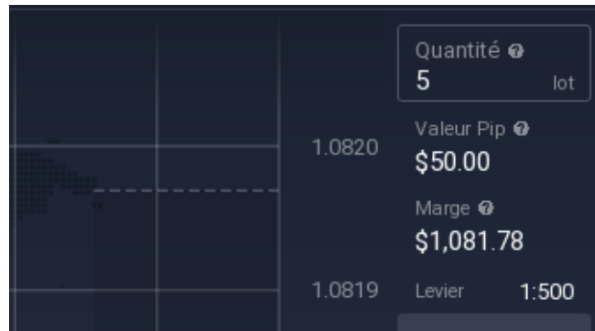 Quantité
5 lot
Valeur Pip
1.0820
$50.00
Marge
$1,081.78
1.0819 Levier 1:500